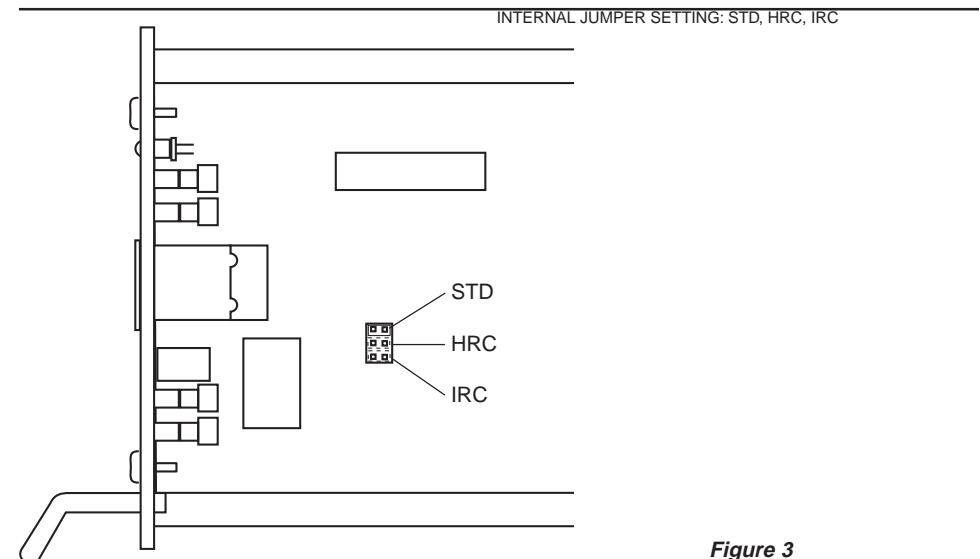 INTERNAL JUMPER SETTING: STD, HRC, IRC
STD
HRC
IRC
Figure 3